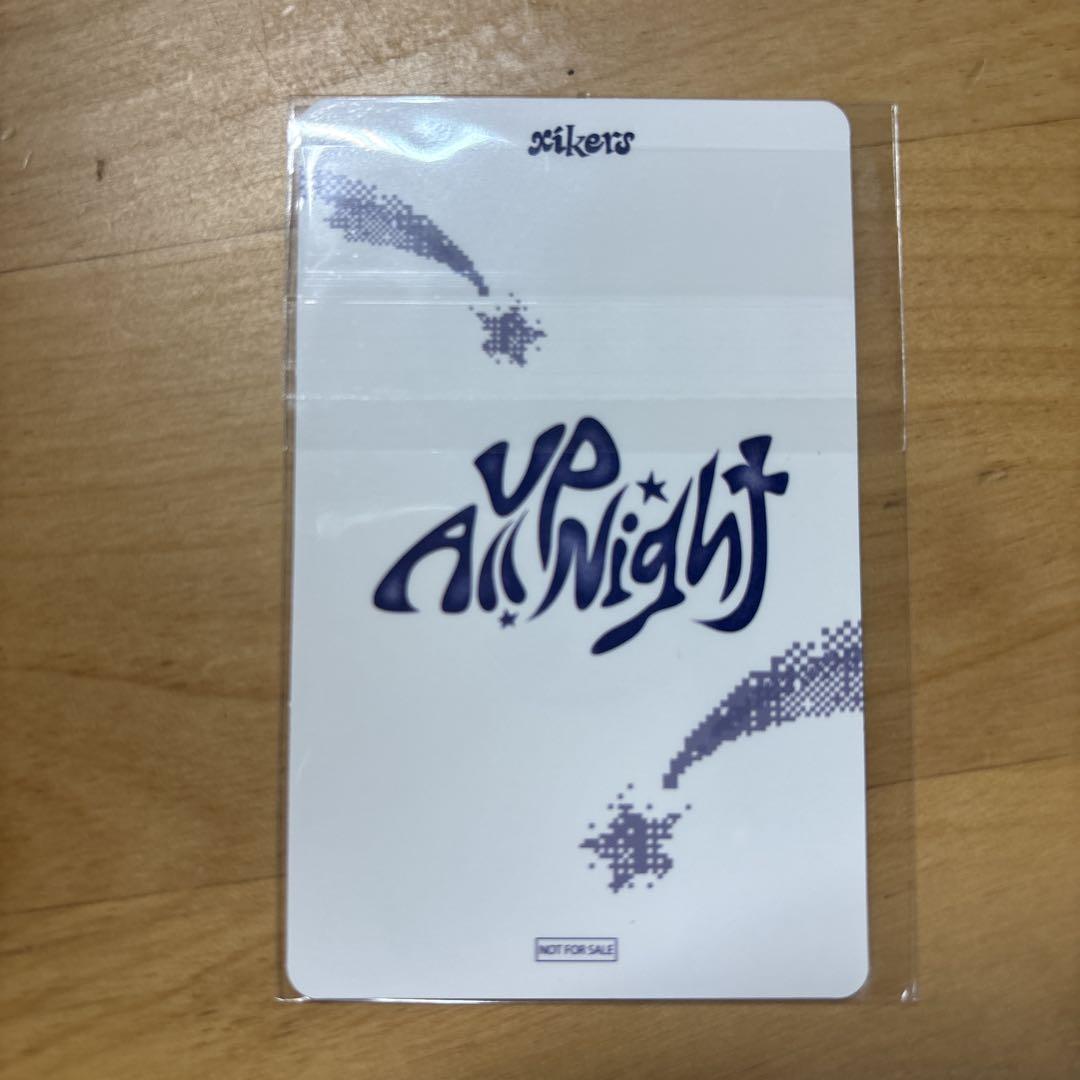 xikers
UP
All Night
NOT FOR SALE